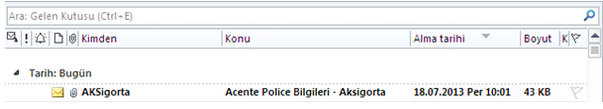 Ara: Gelen Kutusu (Ctrl+E)
! Kimden Konu Alma tarihi Boyut K
Tarih: Bugün
AKSigorta Acente Police Bilgileri - Aksigorta 18.07.2013 Per 10:01 43 KB